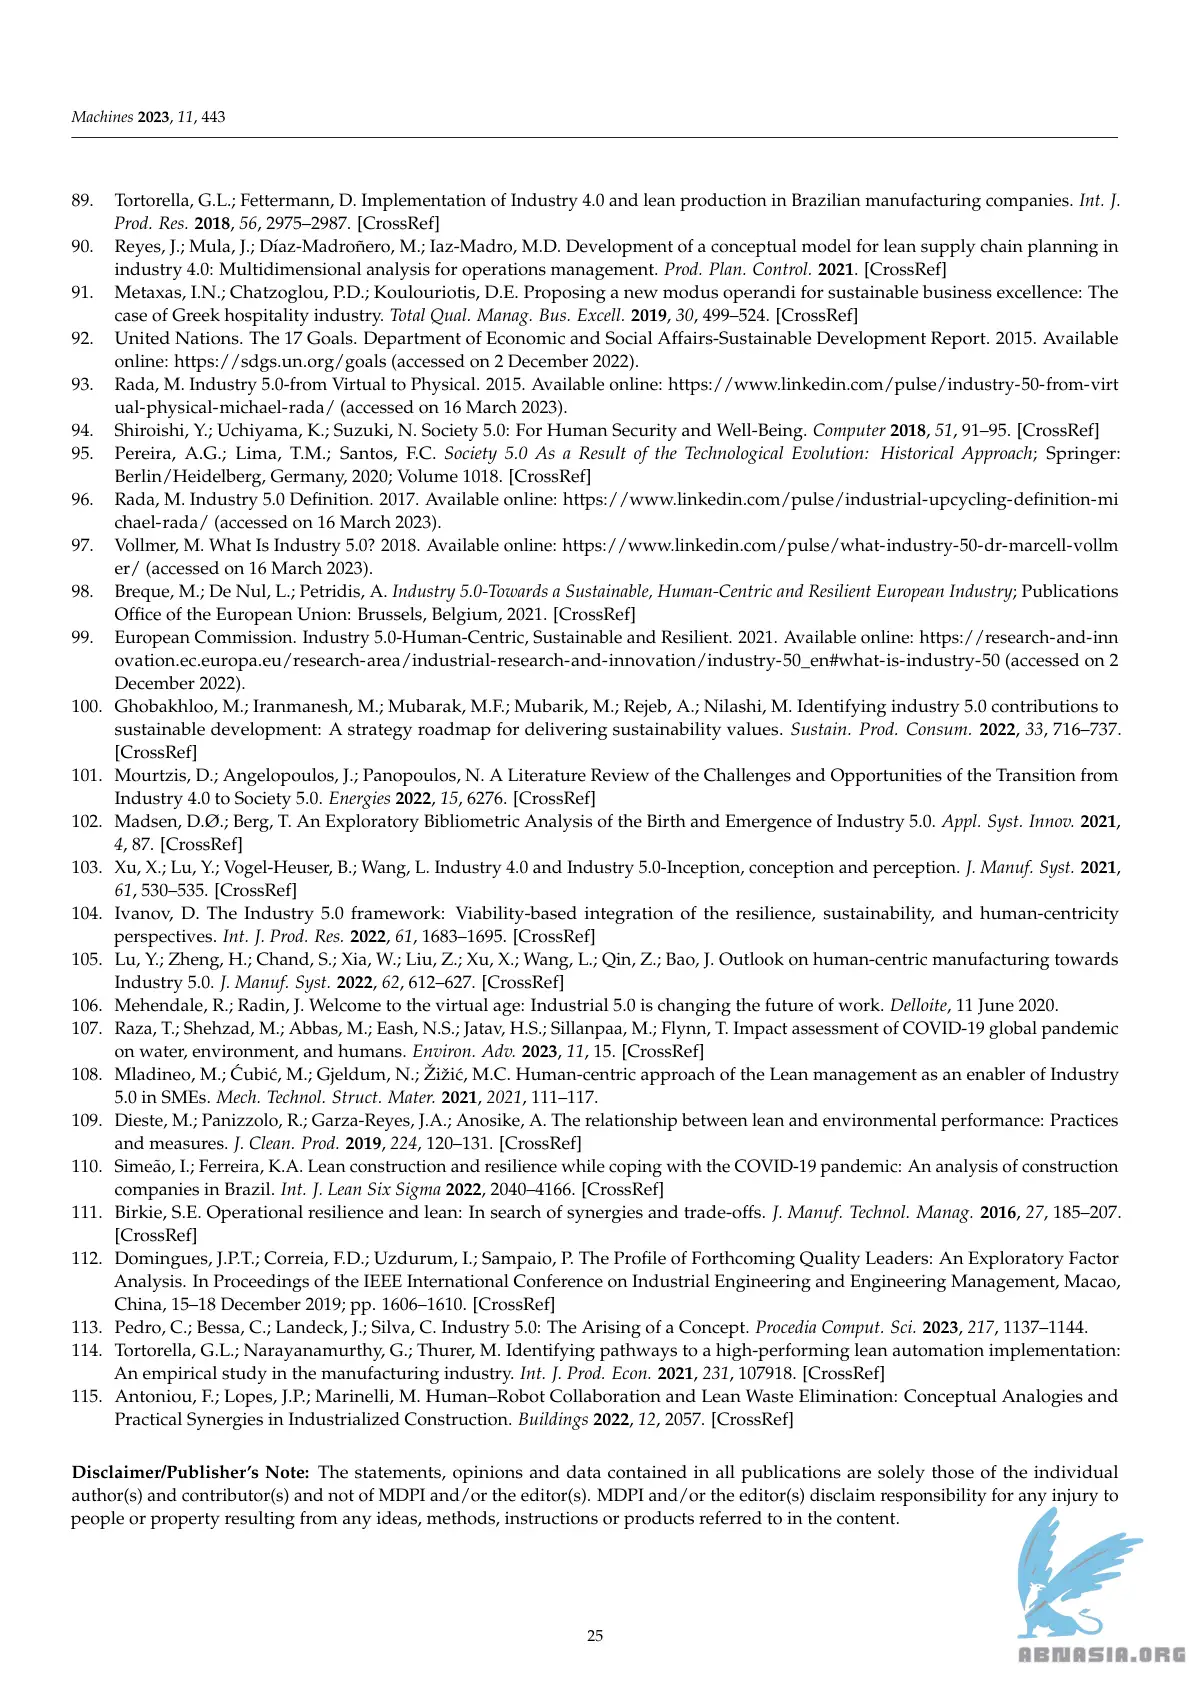 Machines 2023, 11, 443
89. Tortorella, G.L.; Fettermann, D. Implementation of Industry 4.0 and lean production in Brazilian manufacturing companies. Int. J.
Prod. Res. 2018, 56, 2975–2987. [CrossRef]
90. Reyes, J.; Mula, J.; Díaz-Madroñero, M.; Iaz-Madro, M.D. Development of a conceptual model for lean supply chain planning in
industry 4.0: Multidimensional analysis for operations management. Prod. Plan. Control. 2021. [CrossRef]
91. Metaxas, I.N.; Chatzoglou, P.D.; Koulouriotis, D.E. Proposing a new modus operandi for sustainable business excellence: The
case of Greek hospitality industry. Total Qual. Manag. Bus. Excell. 2019, 30, 499–524. [CrossRef]
92. United Nations. The 17 Goals. Department of Economic and Social Affairs-Sustainable Development Report. 2015. Available
online: https://sdgs.un.org/goals (accessed on 2 December 2022).
93. Rada, M. Industry 5.0-from Virtual to Physical. 2015. Available online: https://www.linkedin.com/pulse/industry-50-from-virt
ual-physical-michael-rada/ (accessed on 16 March 2023).
94. Shiroishi, Y.; Uchiyama, K.; Suzuki, N. Society 5.0: For Human Security and Well-Being. Computer 2018, 51, 91–95. [CrossRef]
95. Pereira, A.G.; Lima, T.M.; Santos, F.C. Society 5.0 As a Result of the Technological Evolution: Historical Approach; Springer:
Berlin/Heidelberg, Germany, 2020; Volume 1018. [CrossRef]
96. Rada, M. Industry 5.0 Definition. 2017. Available online: https://www.linkedin.com/pulse/industrial-upcycling-definition-mi
chael-rada/ (accessed on 16 March 2023).
97. Vollmer, M. What Is Industry 5.0? 2018. Available online: https://www.linkedin.com/pulse/what-industry-50-dr-marcell-vollm
er/ (accessed on 16 March 2023).
98. Breque, M.; De Nul, L.; Petridis, A. Industry 5.0-Towards a Sustainable, Human-Centric and Resilient European Industry; Publications
Office of the European Union: Brussels, Belgium, 2021. [CrossRef]
99. European Commission. Industry 5.0-Human-Centric, Sustainable and Resilient. 2021. Available online: https://research-and-inn
ovation.ec.europa.eu/research-area/industrial-research-and-innovation/industry-50_en#what-is-industry-50 (accessed on 2
December 2022).
100. Ghobakhloo, M.; Iranmanesh, M.; Mubarak, M.F.; Mubarik, M.; Rejeb, A.; Nilashi, M. Identifying industry 5.0 contributions to
sustainable development: A strategy roadmap for delivering sustainability values. Sustain. Prod. Consum. 2022, 33, 716–737.
[CrossRef]
101. Mourtzis, D.; Angelopoulos, J.; Panopoulos, N. A Literature Review of the Challenges and Opportunities of the Transition from
Industry 4.0 to Society 5.0. Energies 2022, 15, 6276. [CrossRef]
102. Madsen, D.Ø.; Berg, T. An Exploratory Bibliometric Analysis of the Birth and Emergence of Industry 5.0. Appl. Syst. Innov. 2021,
4, 87. [CrossRef]
103. Xu, X.; Lu, Y.; Vogel-Heuser, B.; Wang, L. Industry 4.0 and Industry 5.0-Inception, conception and perception. J. Manuf. Syst. 2021,
61, 530–535. [CrossRef]
104. Ivanov, D. The Industry 5.0 framework: Viability-based integration of the resilience, sustainability, and human-centricity
perspectives. Int. J. Prod. Res. 2022, 61, 1683–1695. [CrossRef]
105. Lu, Y.; Zheng, H.; Chand, S.; Xia, W.; Liu, Z.; Xu, X.; Wang, L.; Qin, Z.; Bao, J. Outlook on human-centric manufacturing towards
Industry 5.0. J. Manuf. Syst. 2022, 62, 612–627. [CrossRef]
106. Mehendale, R.; Radin, J. Welcome to the virtual age: Industrial 5.0 is changing the future of work. Delloite, 11 June 2020.
107. Raza, T.; Shehzad, M.; Abbas, M.; Eash, N.S.; Jatav, H.S.; Sillanpaa, M.; Flynn, T. Impact assessment of COVID-19 global pandemic
on water, environment, and humans. Environ. Adv. 2023, 11, 15. [CrossRef]
108. Mladineo, M.; Ćubić, M.; Gjeldum, N.; Žižić, M.C. Human-centric approach of the Lean management as an enabler of Industry
5.0 in SMEs. Mech. Technol. Struct. Mater. 2021, 2021, 111–117.
109. Dieste, M.; Panizzolo, R.; Garza-Reyes, J.A.; Anosike, A. The relationship between lean and environmental performance: Practices
and measures. J. Clean. Prod. 2019, 224, 120–131. [CrossRef]
110. Simeão, I.; Ferreira, K.A. Lean construction and resilience while coping with the COVID-19 pandemic: An analysis of construction
companies in Brazil. Int. J. Lean Six Sigma 2022, 2040–4166. [CrossRef]
111. Birkie, S.E. Operational resilience and lean: In search of synergies and trade-offs. J. Manuf. Technol. Manag. 2016, 27, 185–207.
[CrossRef]
112. Domingues, J.P.T.; Correia, F.D.; Uzdurum, I.; Sampaio, P. The Profile of Forthcoming Quality Leaders: An Exploratory Factor
Analysis. In Proceedings of the IEEE International Conference on Industrial Engineering and Engineering Management, Macao,
China, 15–18 December 2019; pp. 1606–1610. [CrossRef]
113. Pedro, C.; Bessa, C.; Landeck, J.; Silva, C. Industry 5.0: The Arising of a Concept. Procedia Comput. Sci. 2023, 217, 1137–1144.
114. Tortorella, G.L.; Narayanamurthy, G.; Thurer, M. Identifying pathways to a high-performing lean automation implementation:
An empirical study in the manufacturing industry. Int. J. Prod. Econ. 2021, 231, 107918. [CrossRef]
115. Antoniou, F.; Lopes, J.P.; Marinelli, M. Human–Robot Collaboration and Lean Waste Elimination: Conceptual Analogies and
Practical Synergies in Industrialized Construction. Buildings 2022, 12, 2057. [CrossRef]
Disclaimer/Publisher's Note: The statements, opinions and data contained in all publications are solely those of the individual
author(s) and contributor(s) and not of MDPI and/or the editor(s). MDPI and/or the editor(s) disclaim responsibility for any injury to
people or property resulting from any ideas, methods, instructions or products referred to in the content.
25
ABNASIA.ORG